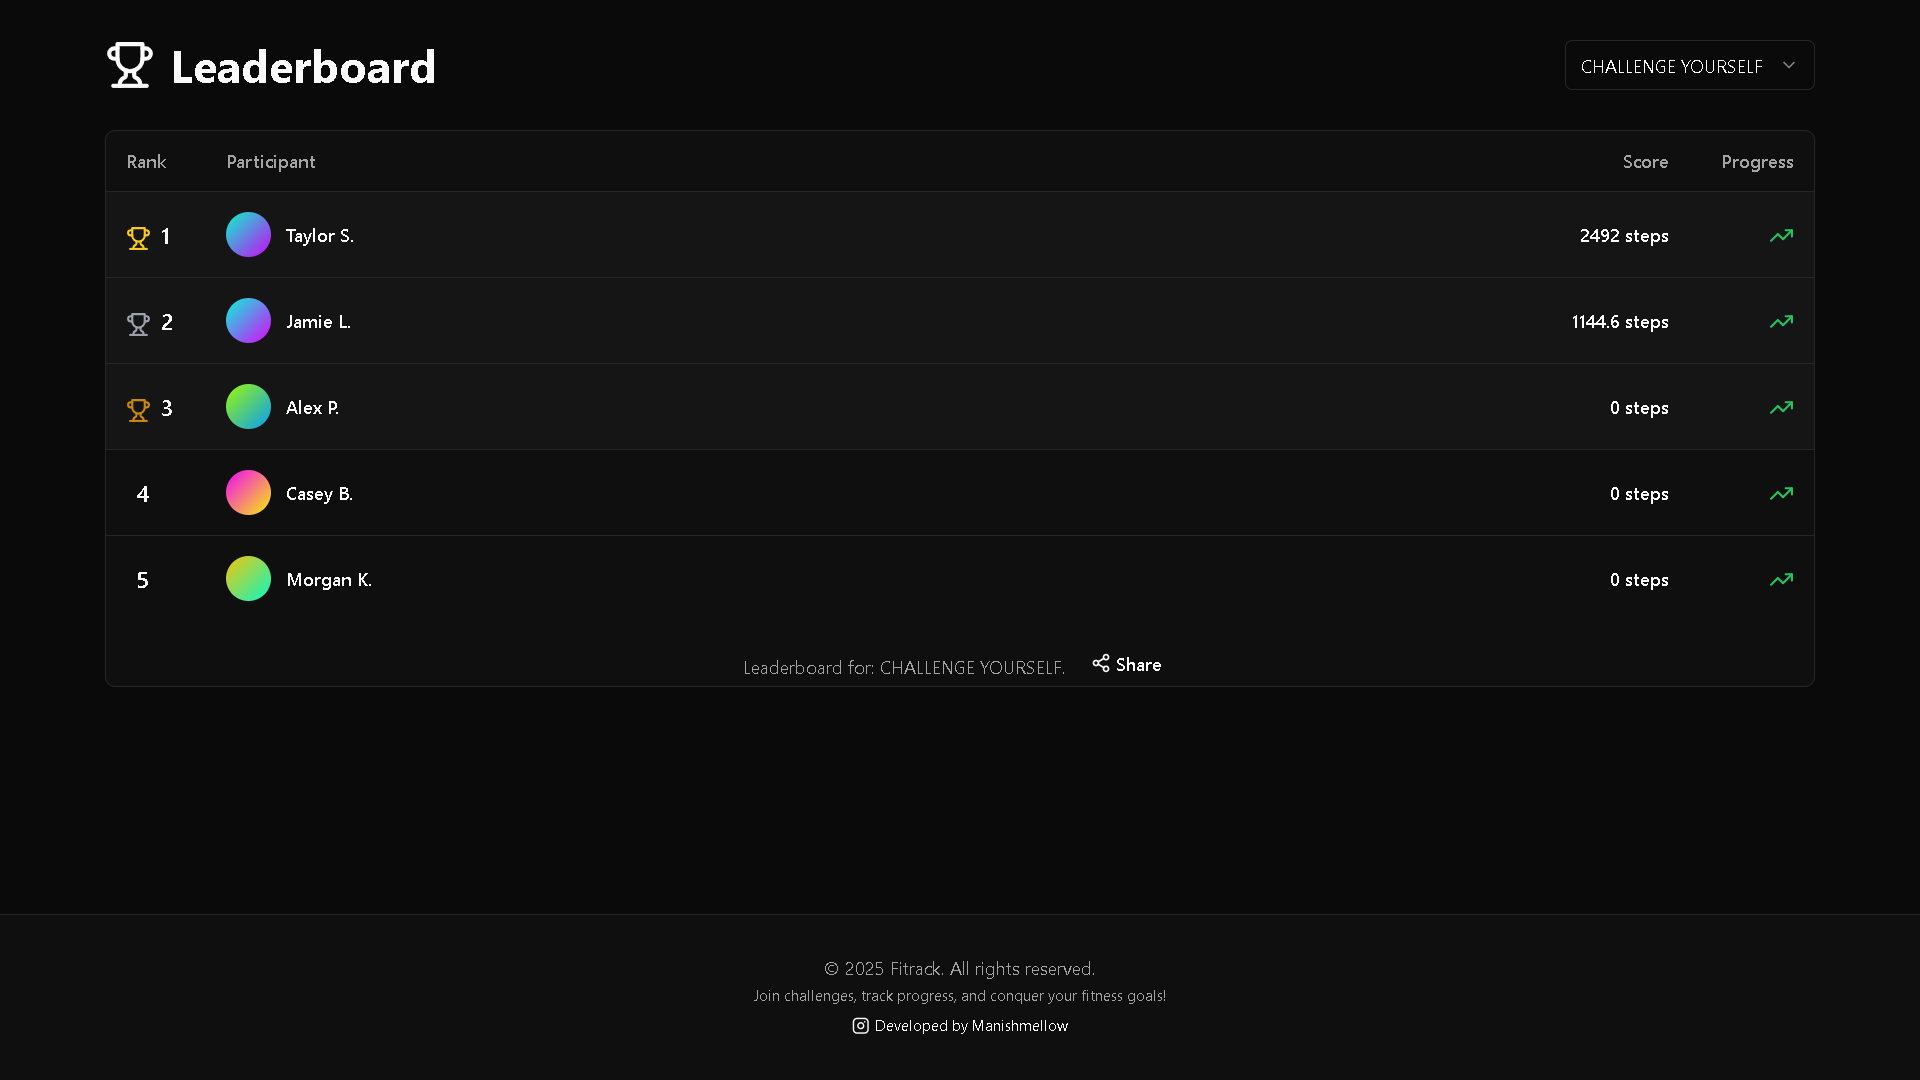 Leaderboard
CHALLENGE YOURSELF
Rank Participant Score Progress
1 Taylor S. 2492 steps
2 Jamie L. 1144.6 steps
3 Alex P. 0 steps
4 Casey B. 0 steps
5 Morgan K. 0 steps
Leaderboard for: CHALLENGE YOURSELF. Share
© 2025 Fitrack. All rights reserved.
Join challenges, track progress, and conquer your fitness goals!
Developed by Manishmellow